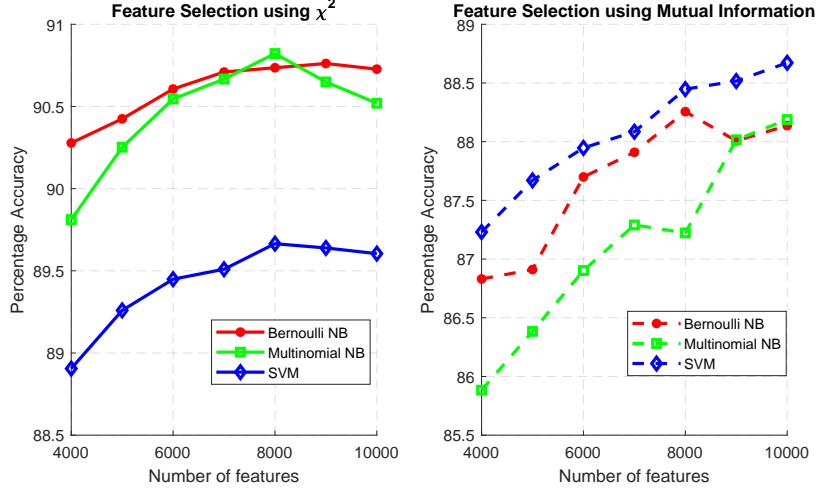 Feature Selection using χ²
91
90.5
90
89.5
89
88.5
Percentage Accuracy
4000
6000
8000
10000
Number of features
Bernoulli NB
Multinomial NB
SVM
Feature Selection using Mutual Information
89
88.5
88
87.5
87
86.5
86
85.5
Percentage Accuracy
4000
6000
8000
10000
Number of features
Bernoulli NB
Multinomial NB
SVM